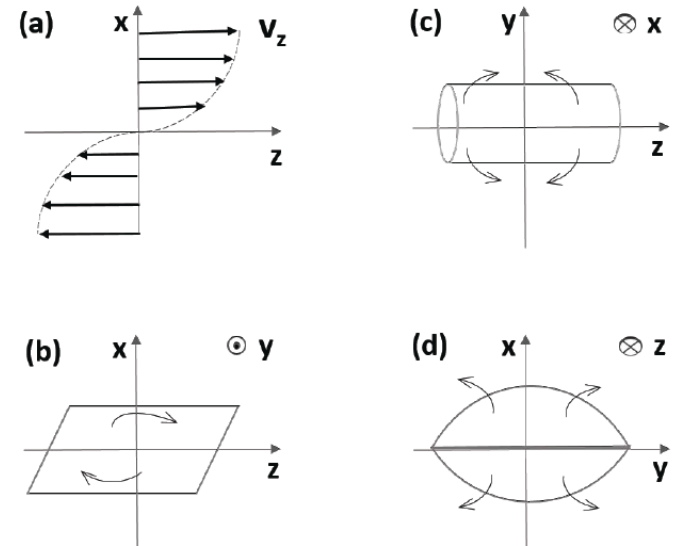 (a) x v_z
z
(c) y ⊗ x
z
(b) x ⊙ y
z
(d) x ⊗ z
y